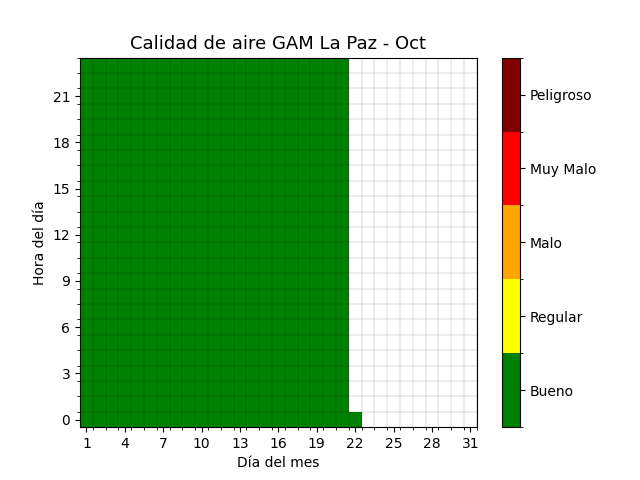 Calidad de aire GAM La Paz - Oct
Hora del día
21
18
15
12
9
6
3
0
1 4 7 10 13 16 19 22 25 28 31
Día del mes
Peligroso
Muy Malo
Malo
Regular
Bueno